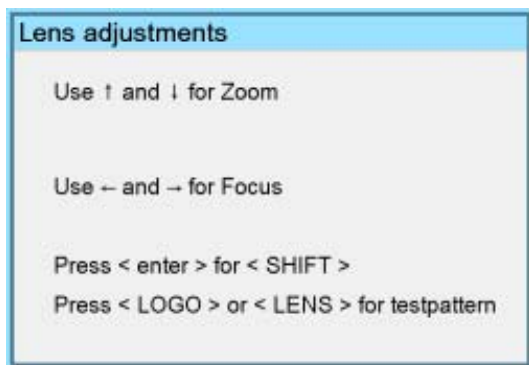 Lens adjustments
Use ↑ and ↓ for Zoom
Use ← and → for Focus
Press < enter > for < SHIFT >
Press < LOGO > or < LENS > for testpattern